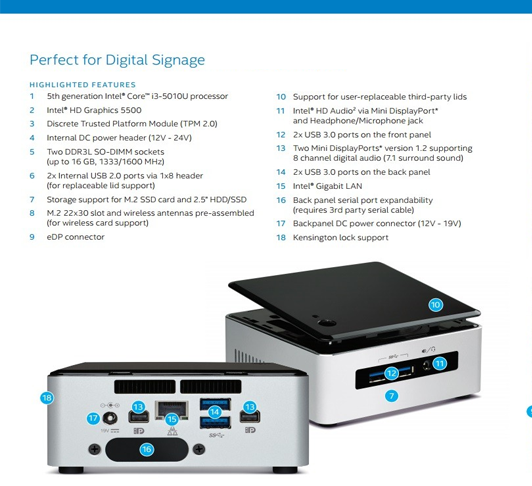 Perfect for Digital Signage
HIGHLIGHTED FEATURES
1 5th generation Intel® Core™ i3-5010U processor
2 Intel® HD Graphics 5500
3 Discrete Trusted Platform Module (TPM 2.0)
4 Internal DC power header (12V - 24V)
5 Two DDR3L SO-DIMM sockets
(up to 16 GB, 1333/1600 MHz)
6 2x Internal USB 2.0 ports via 1x8 header
(for replaceable lid support)
7 Storage support for M.2 SSD card and 2.5" HDD/SSD
8 M.2 22x30 slot and wireless antennas pre-assembled
(for wireless card support)
9 eDP connector
10 Support for user-replaceable third-party lids
11 Intel® HD Audio² via Mini DisplayPort*
and Headphone/Microphone jack
12 2x USB 3.0 ports on the front panel
13 Two Mini DisplayPorts* version 1.2 supporting
8 channel digital audio (7.1 surround sound)
14 2x USB 3.0 ports on the back panel
15 Intel® Gigabit LAN
16 Back panel serial port expandability
(requires 3rd party serial cable)
17 Backpanel DC power connector (12V - 19V)
18 Kensington lock support
10
12
11
7
18
17
13
15
14
13
19V
16